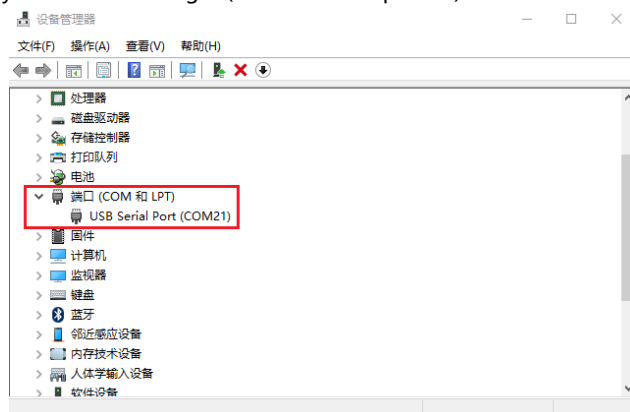 设备管理器
文件(F) 操作(A) 查看(V) 帮助(H)
处理器
磁盘驱动器
存储控制器
打印队列
电池
端口 (COM 和 LPT)
USB Serial Port (COM21)
固件
计算机
监视器
键盘
蓝牙
邻近感应设备
内存技术设备
人体学输入设备
软件设备